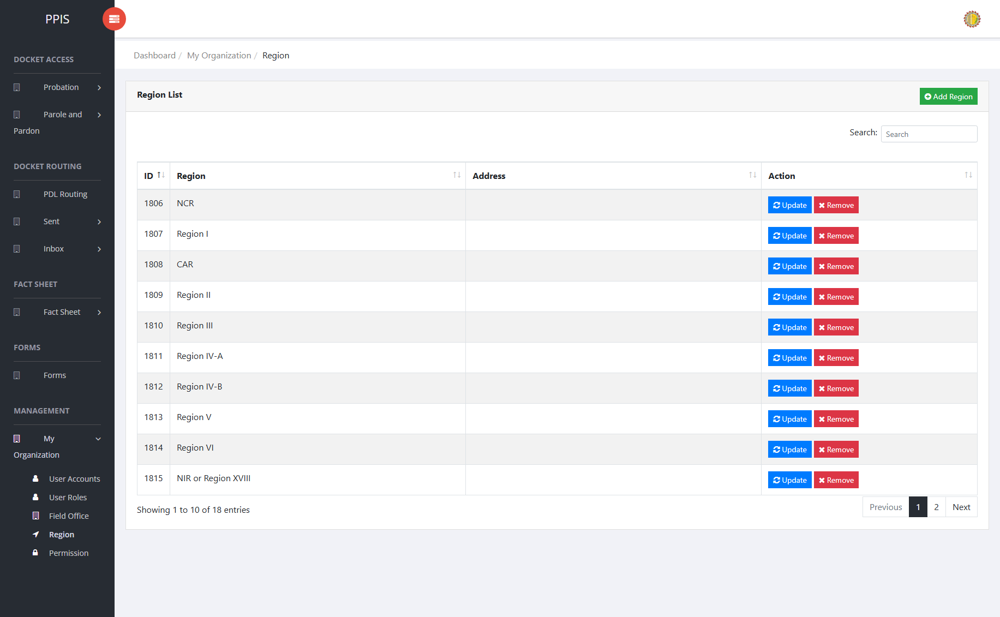 PPIS
DOCKET ACCESS
Probation
Parole and
Pardon
DOCKET ROUTING
PDL Routing
Sent
Inbox
FACT SHEET
Fact Sheet
FORMS
Forms
MANAGEMENT
My
Organization
User Accounts
User Roles
Field Office
Region
Permission
Dashboard / My Organization / Region
Region List
Add Region
Search: Search
ID Region Address Action
1806 NCR Update Remove
1807 Region I Update Remove
1808 CAR Update Remove
1809 Region II Update Remove
1810 Region III Update Remove
1811 Region IV-A Update Remove
1812 Region IV-B Update Remove
1813 Region V Update Remove
1814 Region VI Update Remove
1815 NIR or Region XVIII Update Remove
Showing 1 to 10 of 18 entries
Previous 1 2 Next